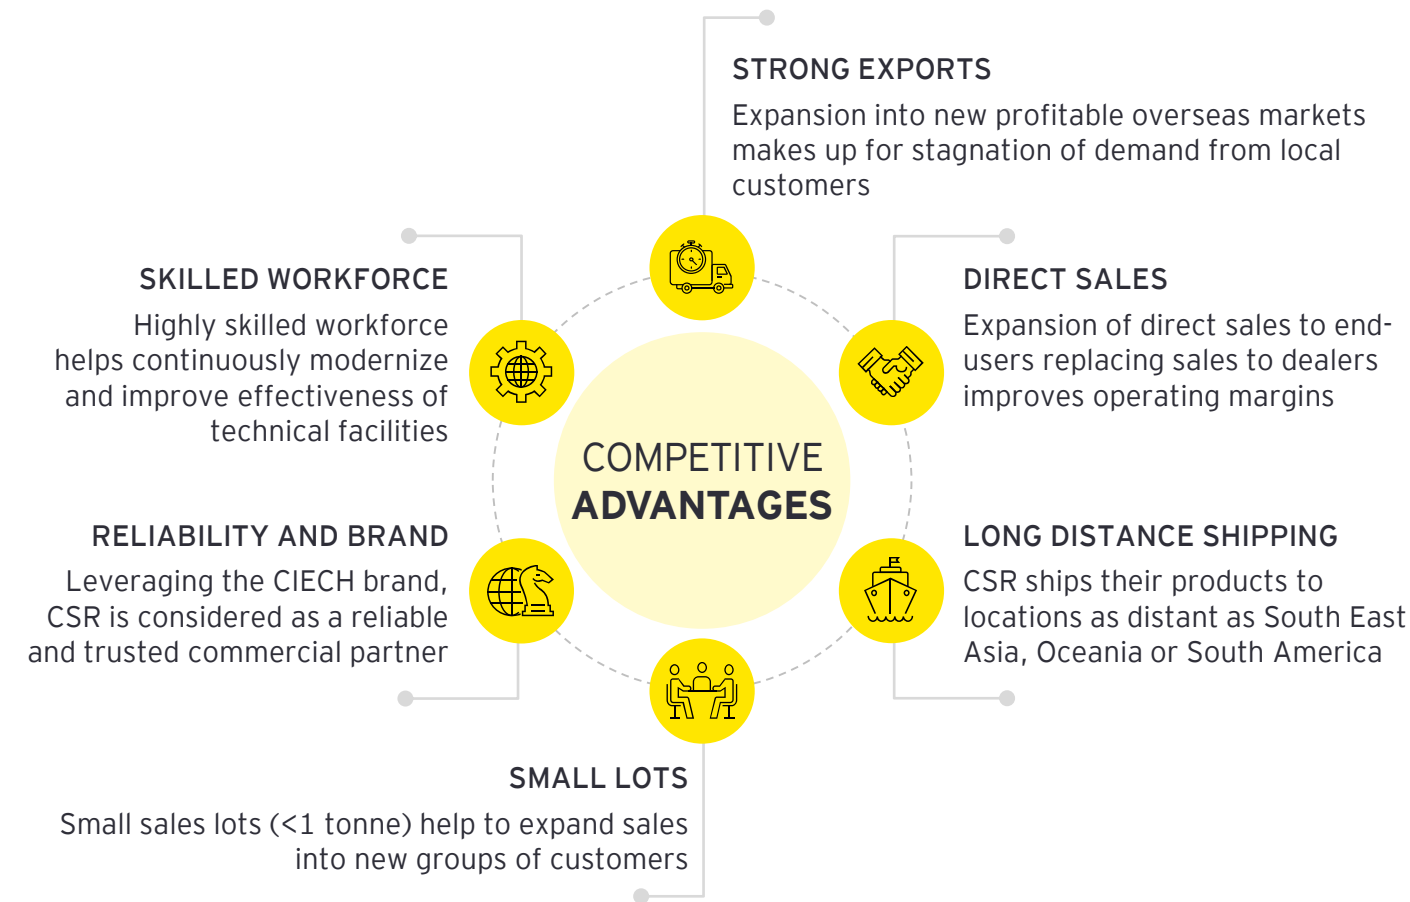 STRONG EXPORTS
Expansion into new profitable overseas markets
makes up for stagnation of demand from local
customers
SKILLED WORKFORCE
Highly skilled workforce
helps continuously modernize
and improve effectiveness of
technical facilities
DIRECT SALES
Expansion of direct sales to end-
users replacing sales to dealers
improves operating margins
COMPETITIVE
ADVANTAGES
RELIABILITY AND BRAND
Leveraging the CIECH brand,
CSR is considered as a reliable
and trusted commercial partner
LONG DISTANCE SHIPPING
CSR ships their products to
locations as distant as South East
Asia, Oceania or South America
SMALL LOTS
Small sales lots (<1 tonne) help to expand sales
into new groups of customers